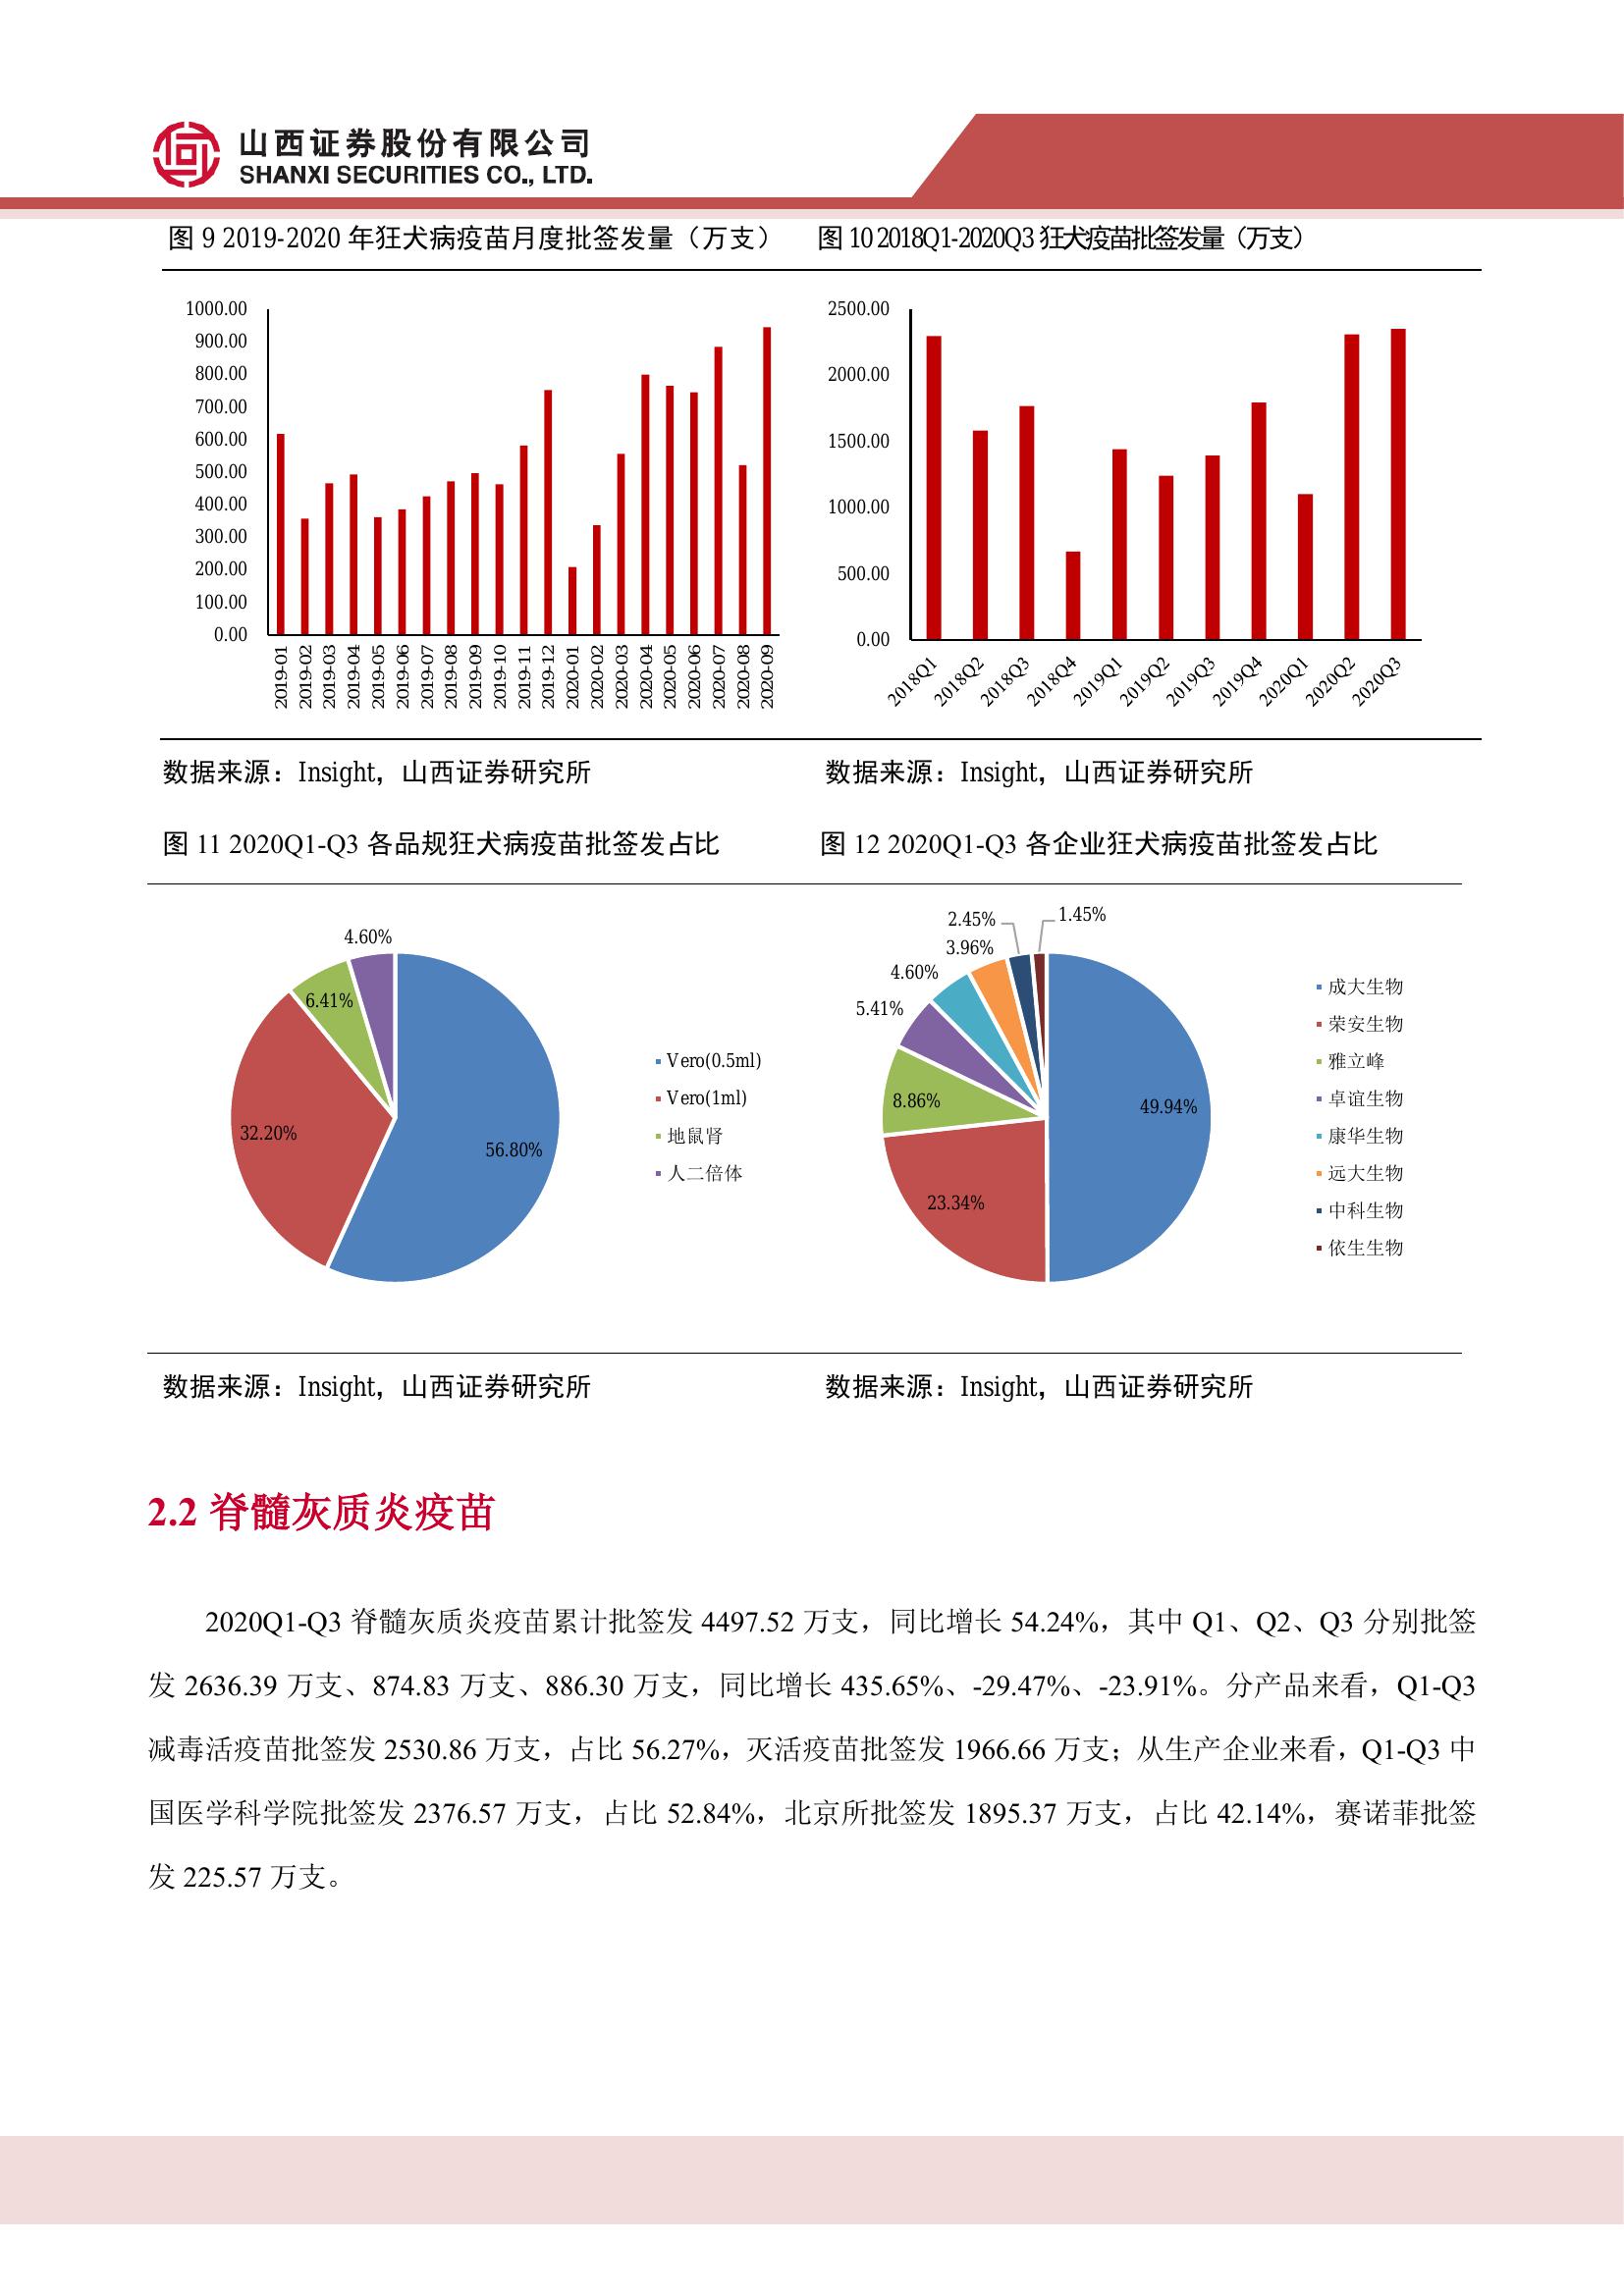 山西证券股份有限公司
SHANXI SECURITIES CO., LTD.
图 9 2019-2020 年狂犬病疫苗月度批签发量（万支）
图 10 2018Q1-2020Q3 狂犬疫苗批签发量（万支）
1000.00
900.00
800.00
700.00
600.00
500.00
400.00
300.00
200.00
100.00
0.00
2019-01
2019-02
2019-03
2019-04
2019-05
2019-06
2019-07
2019-08
2019-09
2019-10
2019-11
2019-12
2020-01
2020-02
2020-03
2020-04
2020-05
2020-06
2020-07
2020-08
2020-09
2500.00
2000.00
1500.00
1000.00
500.00
0.00
2018Q1
2018Q2
2018Q3
2018Q4
2019Q1
2019Q2
2019Q3
2019Q4
2020Q1
2020Q2
2020Q3
数据来源：Insight，山西证券研究所
数据来源：Insight，山西证券研究所
图 11 2020Q1-Q3 各品规狂犬病疫苗批签发占比
图 12 2020Q1-Q3 各企业狂犬病疫苗批签发占比
4.60%
6.41%
32.20%
56.80%
Vero(0.5ml)
Vero(1ml)
地鼠肾
人二倍体
2.45%
1.45%
3.96%
4.60%
5.41%
8.86%
49.94%
23.34%
成大生物
荣安生物
雅立峰
卓谊生物
康华生物
远大生物
中科生物
依生生物
数据来源：Insight，山西证券研究所
数据来源：Insight，山西证券研究所
2.2 脊髓灰质炎疫苗
2020Q1-Q3 脊髓灰质炎疫苗累计批签发 4497.52 万支，同比增长 54.24%，其中 Q1、Q2、Q3 分别批签
发 2636.39 万支、874.83 万支、886.30 万支，同比增长 435.65%、-29.47%、-23.91%。分产品来看，Q1-Q3
减毒活疫苗批签发 2530.86 万支，占比 56.27%，灭活疫苗批签发 1966.66 万支；从生产企业来看，Q1-Q3 中
国医学科学院批签发 2376.57 万支，占比 52.84%，北京所批签发 1895.37 万支，占比 42.14%，赛诺菲批签
发 225.57 万支。